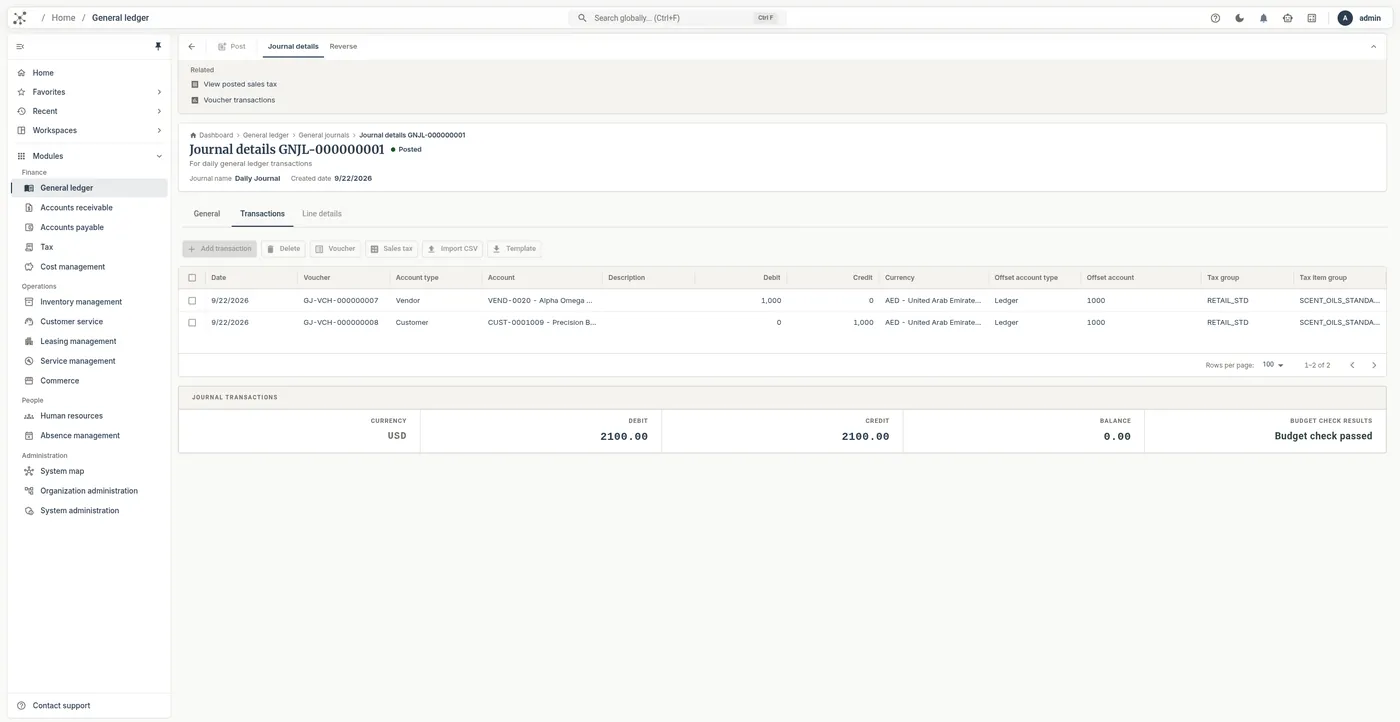 / Home / General ledger
Search globally... (Ctrl+F)
Ctrl F
A admin
Home
Favorites
Recent
Workspaces
Modules
Finance
General ledger
Accounts receivable
Accounts payable
Tax
Cost management
Operations
Inventory management
Customer service
Leasing management
Service management
Commerce
People
Human resources
Absence management
Administration
System map
Organization administration
System administration
Contact support
Post Journal details Reverse
Related
View posted sales tax
Voucher transactions
Dashboard > General ledger > General journals > Journal details GNJL-000000001
Journal details GNJL-000000001 Posted
For daily general ledger transactions
Journal name Daily Journal Created date 9/22/2026
General Transactions Line details
Add transaction Delete Voucher Sales tax Import CSV Template
Date Voucher Account type Account Description Debit Credit Currency Offset account type Offset account Tax group Tax item group
9/22/2026 GJ-VCH-000000007 Vendor VEND-0020 - Alpha Omega ... 1,000 0 AED - United Arab Emirate... Ledger 1000 RETAIL_STD SCENT_OILS_STANDA...
9/22/2026 GJ-VCH-000000008 Customer CUST-0001009 - Precision B... 0 1,000 AED - United Arab Emirate... Ledger 1000 RETAIL_STD SCENT_OILS_STANDA...
Rows per page: 100 1–2 of 2
JOURNAL TRANSACTIONS
CURRENCY DEBIT CREDIT BALANCE BUDGET CHECK RESULTS
USD 2100.00 2100.00 0.00 Budget check passed